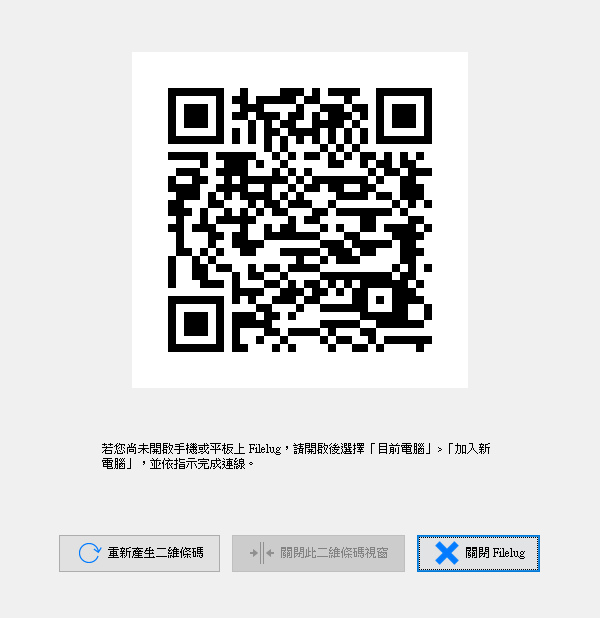 若您尚未開啟手機或平板上 Filelug，請開啟後選擇「目前電腦」>「加入新
電腦」，並依指示完成連線。
重新產生二維條碼 關閉此二維條碼視窗 關閉 Filelug